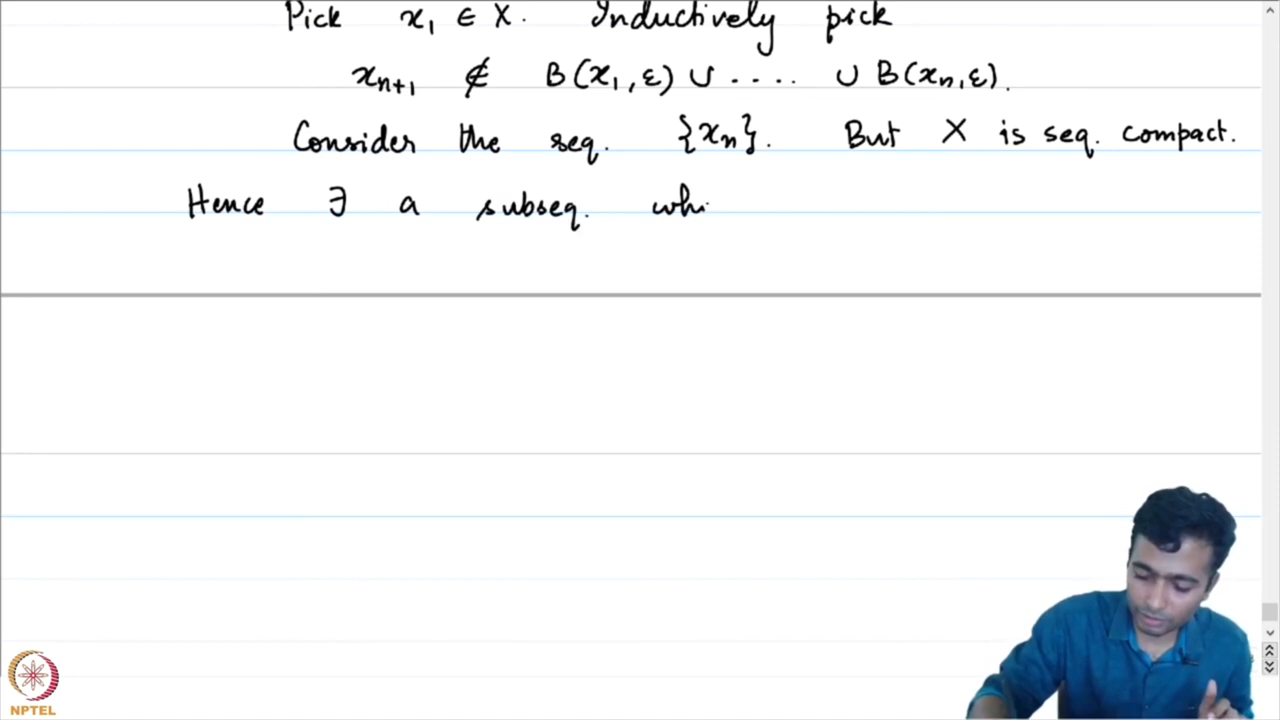 Pick x₁ ∈ X. Inductively pick
xₙ₊₁ ∉ B(x₁, ε) ∪ .... ∪ B(xₙ, ε).
Consider the seq. {xₙ}. But X is seq. compact.
Hence ∃ a subseq. whi
NPTEL